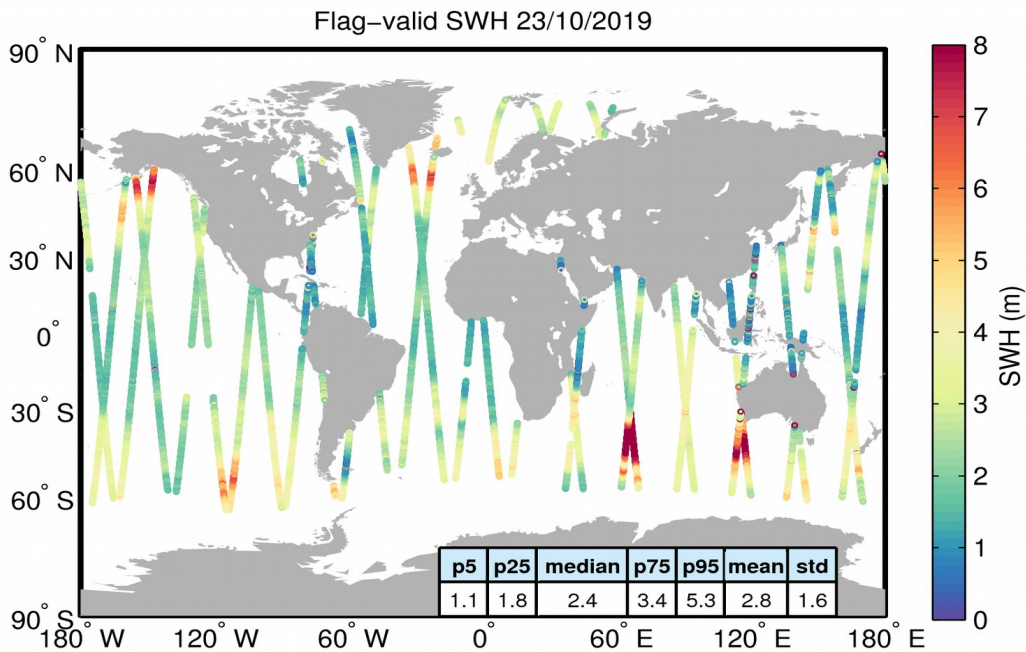 Flag−valid SWH 23/10/2019
90° N
60° N
30° N
0°
30° S
60° S
90° S
180° W
120° W
60° W
0°
60° E
120° E
180° E
p5 p25 median p75 p95 mean std
1.1 1.8 2.4 3.4 5.3 2.8 1.6
8
7
6
5
4
3
2
1
0
SWH (m)